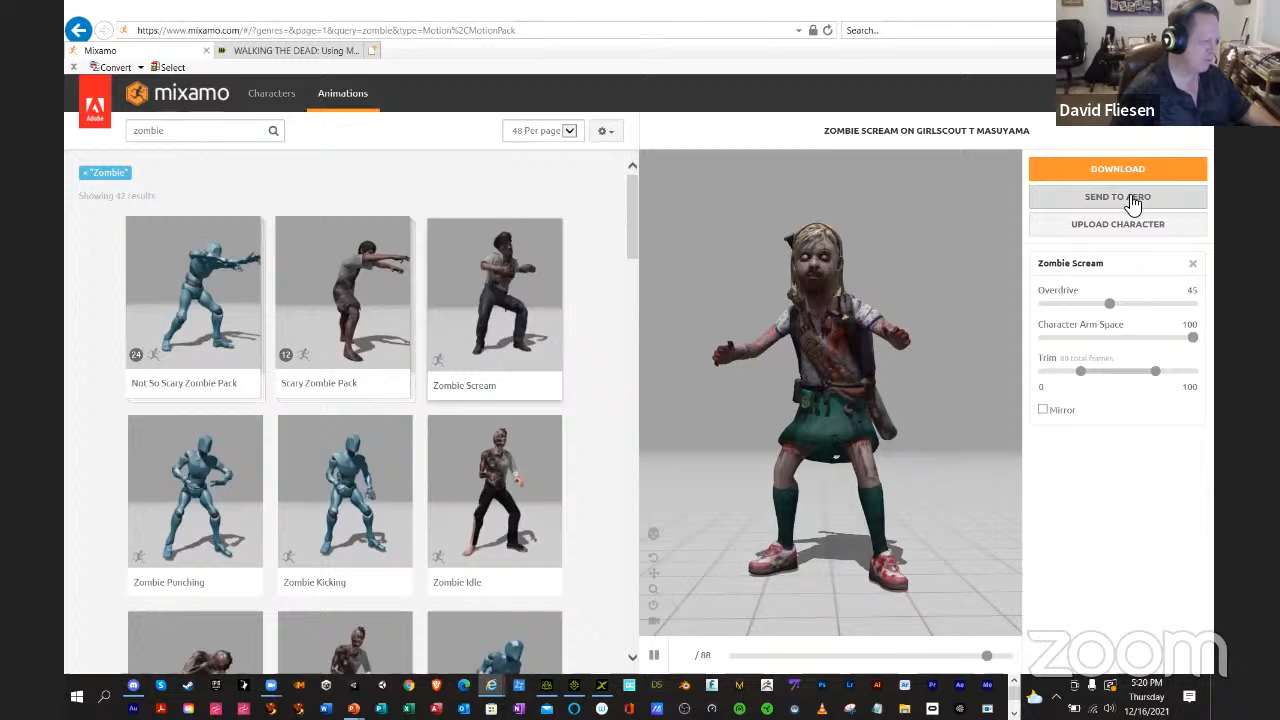 https://www.mixamo.com/#/?genres=&page=1&query=zombie&type=Motion%2CMotionPack
Search...
Mixamo
WALKING THE DEAD: Using M...
Convert
Select
David Fliesen
Adobe
mixamo
Characters
Animations
zombie
48 Per page
ZOMBIE SCREAM ON GIRLSCOUT T MASUYAMA
× "Zombie"
Showing 42 results
DOWNLOAD
SEND TO AERO
UPLOAD CHARACTER
Zombie Scream
Overdrive 45
Character Arm-Space 100
Trim 89 total frames
0 100
Mirror
24
12
Not So Scary Zombie Pack
Scary Zombie Pack
Zombie Scream
Zombie Punching
Zombie Kicking
Zombie Idle
/ 88
zoom
5:20 PM
Thursday
12/16/2021